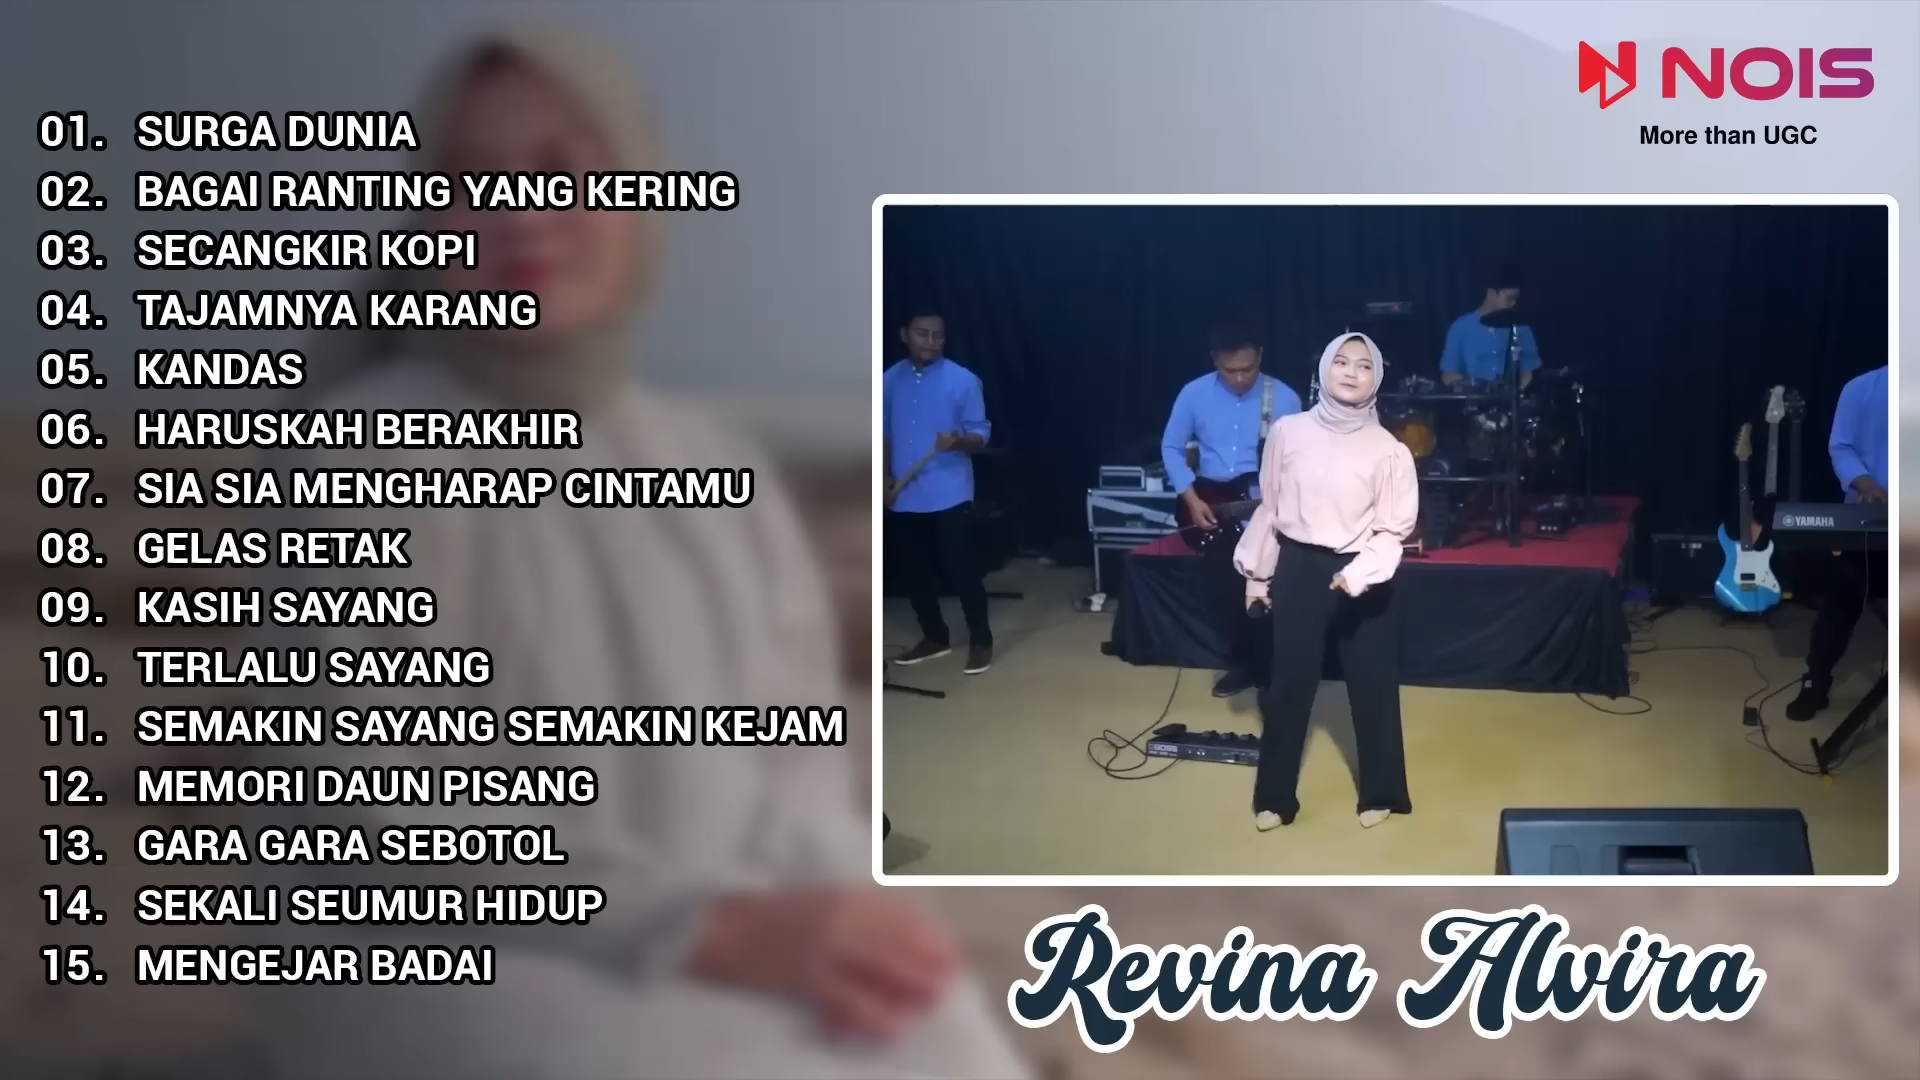 NOIS
More than UGC
01. SURGA DUNIA
02. BAGAI RANTING YANG KERING
03. SECANGKIR KOPI
04. TAJAMNYA KARANG
05. KANDAS
06. HARUSKAH BERAKHIR
07. SIA SIA MENGHARAP CINTAMU
08. GELAS RETAK
09. KASIH SAYANG
10. TERLALU SAYANG
11. SEMAKIN SAYANG SEMAKIN KEJAM
12. MEMORI DAUN PISANG
13. GARA GARA SEBOTOL
14. SEKALI SEUMUR HIDUP
15. MENGEJAR BADAI
YAMAHA
BOSS
Revina Alvira